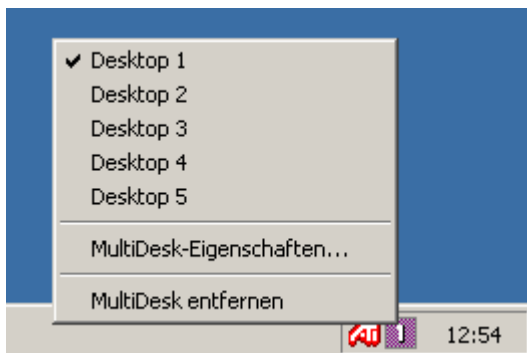 Desktop 1
Desktop 2
Desktop 3
Desktop 4
Desktop 5
MultiDesk-Eigenschaften...
MultiDesk entfernen
1 12:54